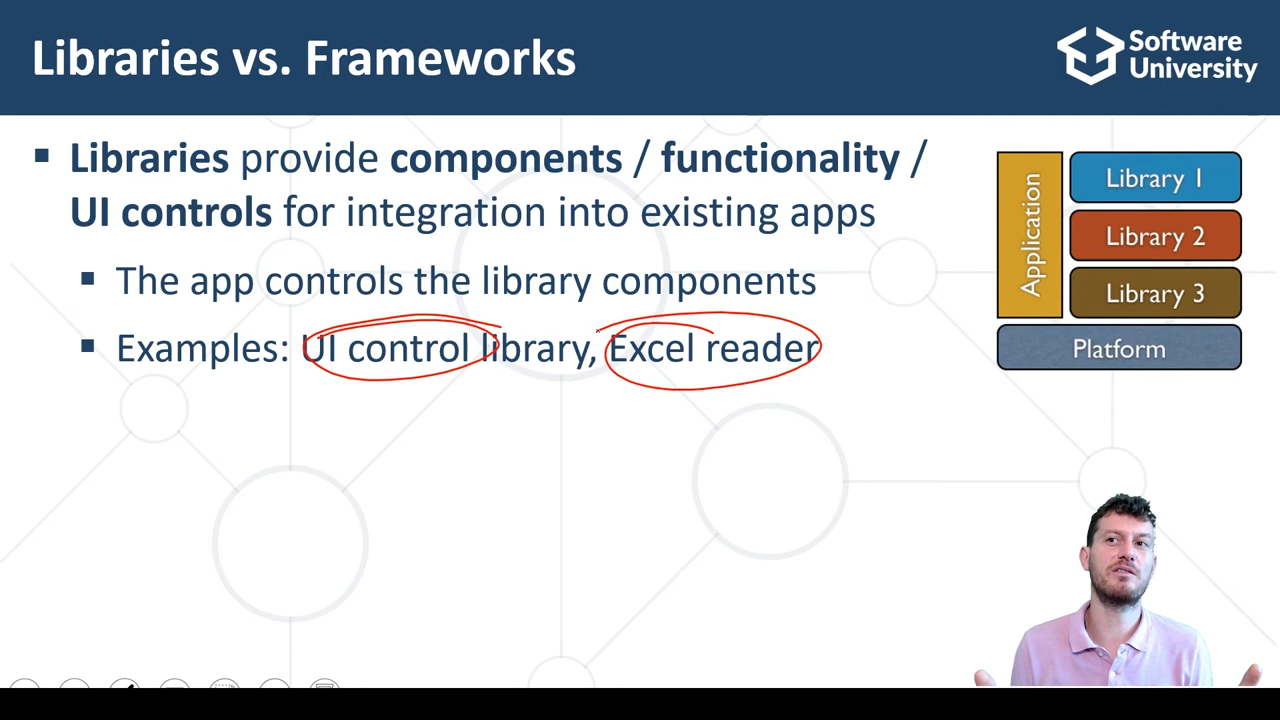 Libraries vs. Frameworks
Software
University
▪ Libraries provide components / functionality /
UI controls for integration into existing apps
▪ The app controls the library components
▪ Examples: UI control library, Excel reader
Application
Library 1
Library 2
Library 3
Platform